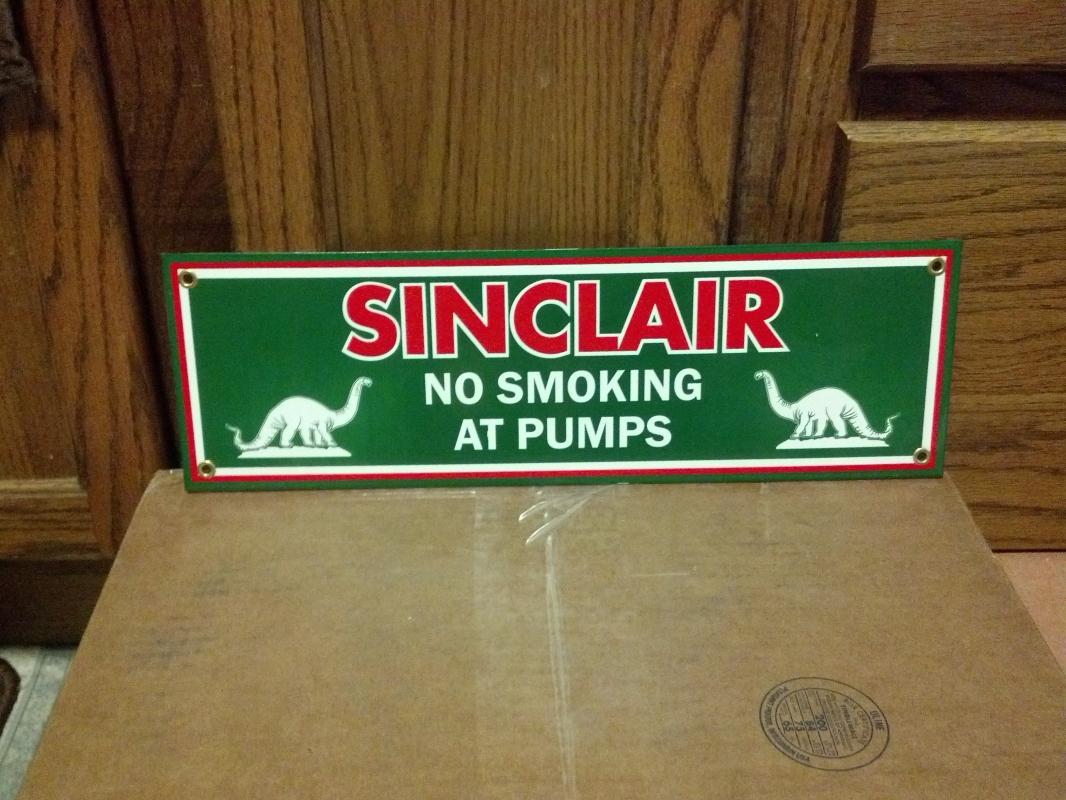 SINCLAIR
NO SMOKING
AT PUMPS